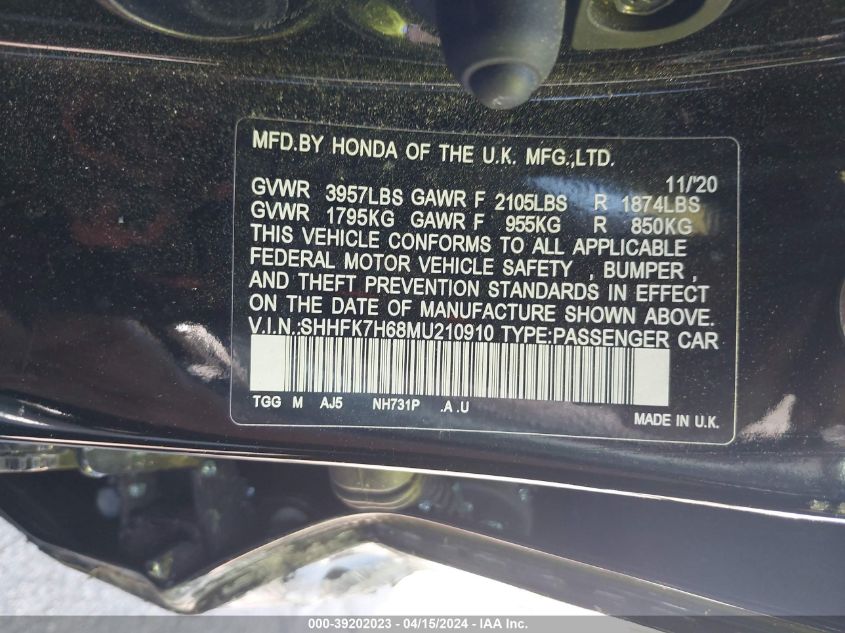 MFD.BY HONDA OF THE U.K. MFG.,LTD.
11/'20
GVWR 3957LBS GAWR F 2105LBS R 1874LBS
GVWR 1795KG GAWR F 955KG R 850KG
THIS VEHICLE CONFORMS TO ALL APPLICABLE
FEDERAL MOTOR VEHICLE SAFETY , BUMPER ,
AND THEFT PREVENTION STANDARDS IN EFFECT
ON THE DATE OF MANUFACTURE SHOWN ABOVE.
V.I.N.:SHHFK7H68MU210910 TYPE:PASSENGER CAR
TGG M AJ5 NH731P .A .U
MADE IN U.K.
000-39202023 - 04/15/2024 - IAA Inc.